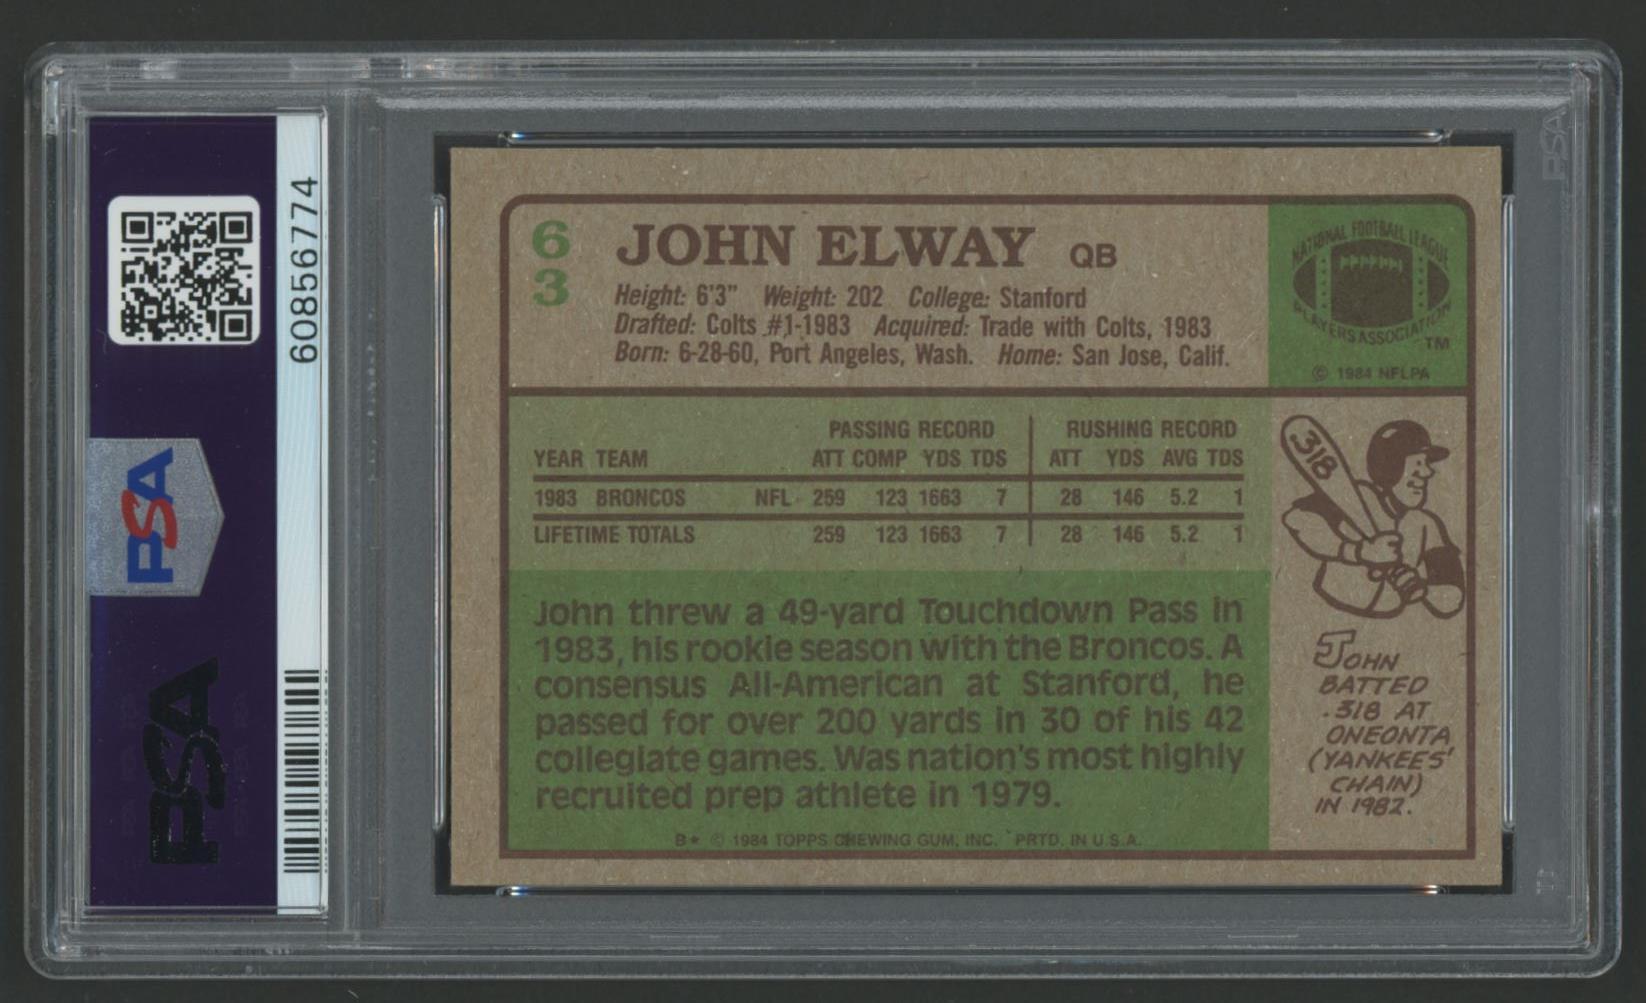 60856774
PSA
PSA
PSA
63
JOHN ELWAY QB
Height: 6'3" Weight: 202 College: Stanford
Drafted: Colts #1-1983 Acquired: Trade with Colts, 1983
Born: 6-28-60, Port Angeles, Wash. Home: San Jose, Calif.
NATIONAL FOOTBALL LEAGUE
PLAYERS ASSOCIATION
TM
© 1984 NFLPA
PASSING RECORD RUSHING RECORD
YEAR TEAM ATT COMP YDS TDS ATT YDS AVG TDS
1983 BRONCOS NFL 259 123 1663 7 28 146 5.2 1
LIFETIME TOTALS 259 123 1663 7 28 146 5.2 1
John threw a 49-yard Touchdown Pass in
1983, his rookie season with the Broncos. A
consensus All-American at Stanford, he
passed for over 200 yards in 30 of his 42
collegiate games. Was nation's most highly
recruited prep athlete in 1979.
318
JOHN
BATTED
.318 AT
ONEONTA
(YANKEES'
CHAIN)
IN 1982.
B* © 1984 TOPPS CHEWING GUM, INC. PRTD. IN U.S.A.